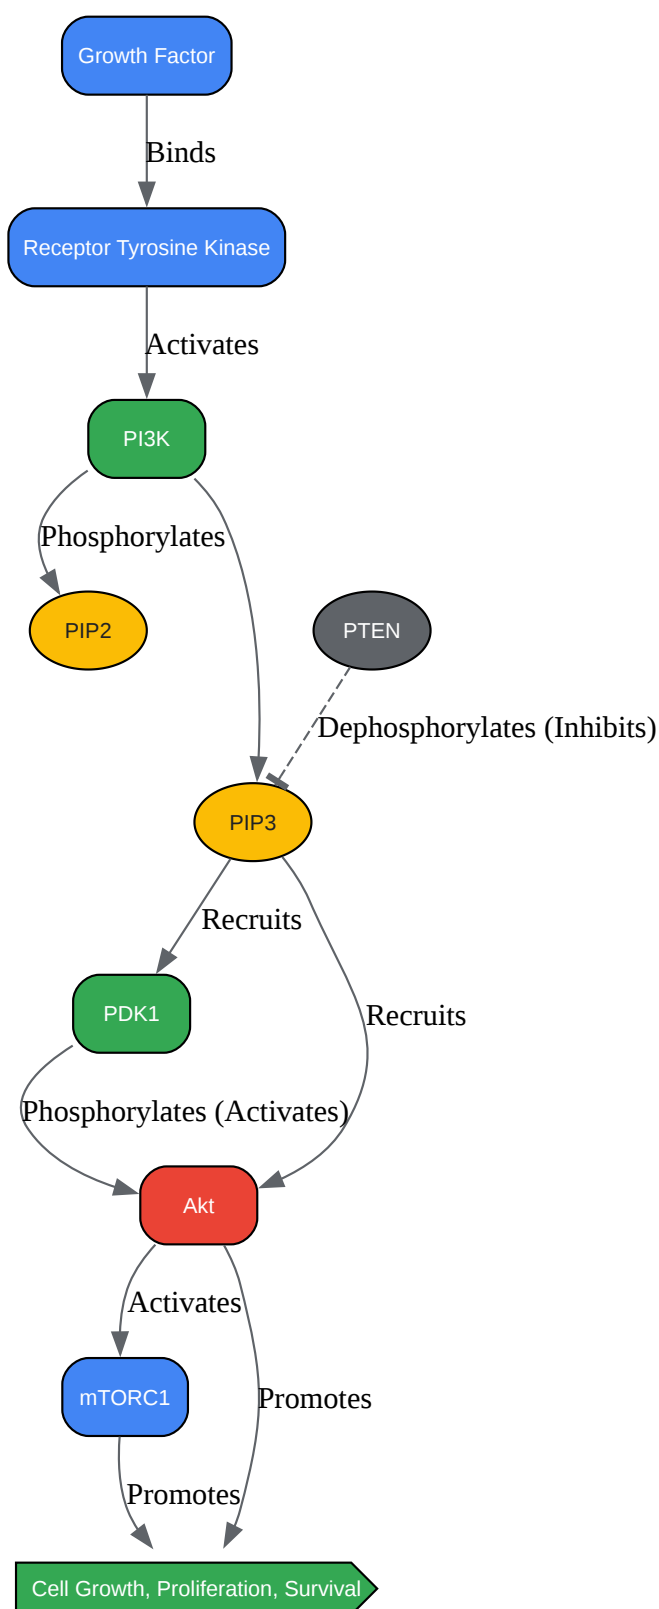 Growth Factor
Binds
Receptor Tyrosine Kinase
Activates
PI3K
Phosphorylates
PIP2
PTEN
Dephosphorylates (Inhibits)
PIP3
Recruits
PDK1
Recruits
Phosphorylates (Activates)
Akt
Activates
mTORC1
Promotes
Promotes
Cell Growth, Proliferation, Survival